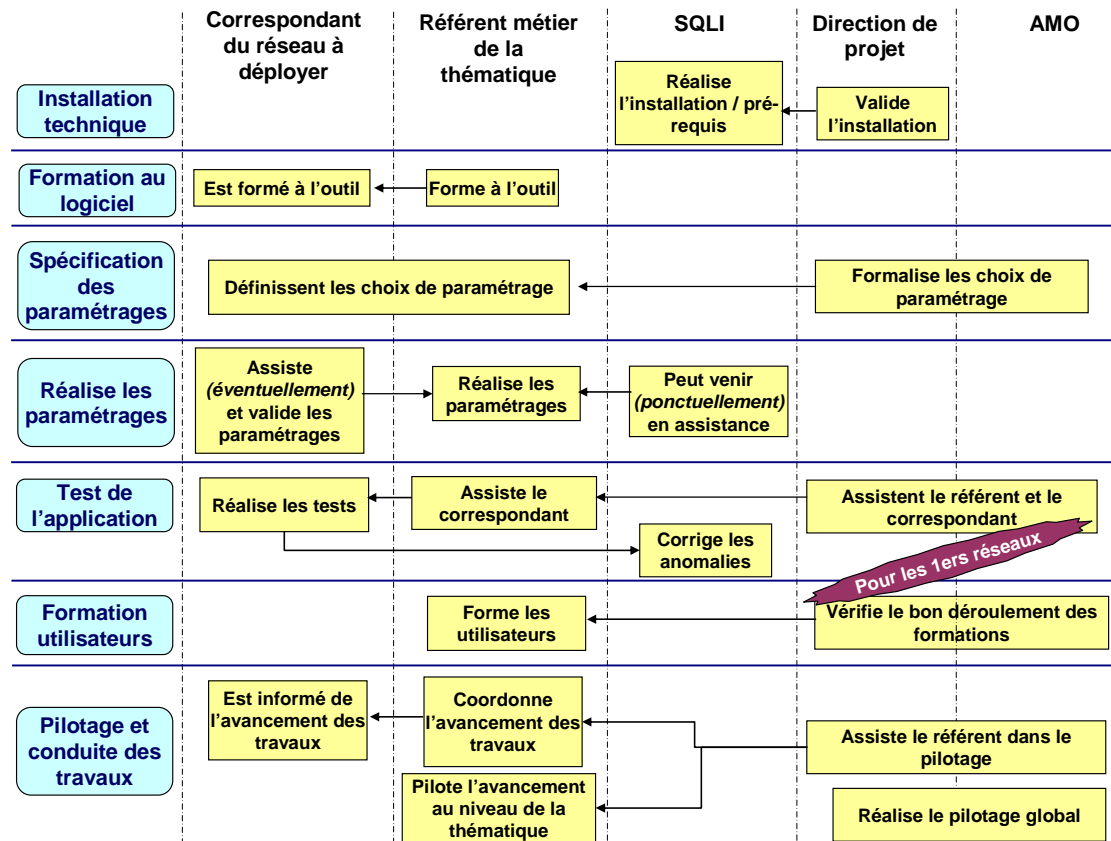 Correspondant
du réseau à
déployer
Référent métier
de la
thématique
SQLI
Direction de
projet
AMO
Installation
technique
Réalise
l’installation / pré-
requis
Valide
l’installation
Formation au
logiciel
Est formé à l’outil
Forme à l’outil
Spécification
des
paramétrages
Définissent les choix de paramétrage
Formalise les choix de
paramétrage
Réalise les
paramétrages
Assiste
(éventuellement)
et valide les
paramétrages
Réalise les
paramétrages
Peut venir
(ponctuellement)
en assistance
Test de
l’application
Réalise les tests
Assiste le
correspondant
Corrige les
anomalies
Assistent le référent et le
correspondant
Pour les 1ers réseaux
Formation
utilisateurs
Forme les
utilisateurs
Vérifie le bon déroulement des
formations
Pilotage et
conduite des
travaux
Est informé de
l’avancement des
travaux
Coordonne
l’avancement des
travaux
Assiste le référent dans le
pilotage
Pilote l’avancement
au niveau de la
thématique
Réalise le pilotage global